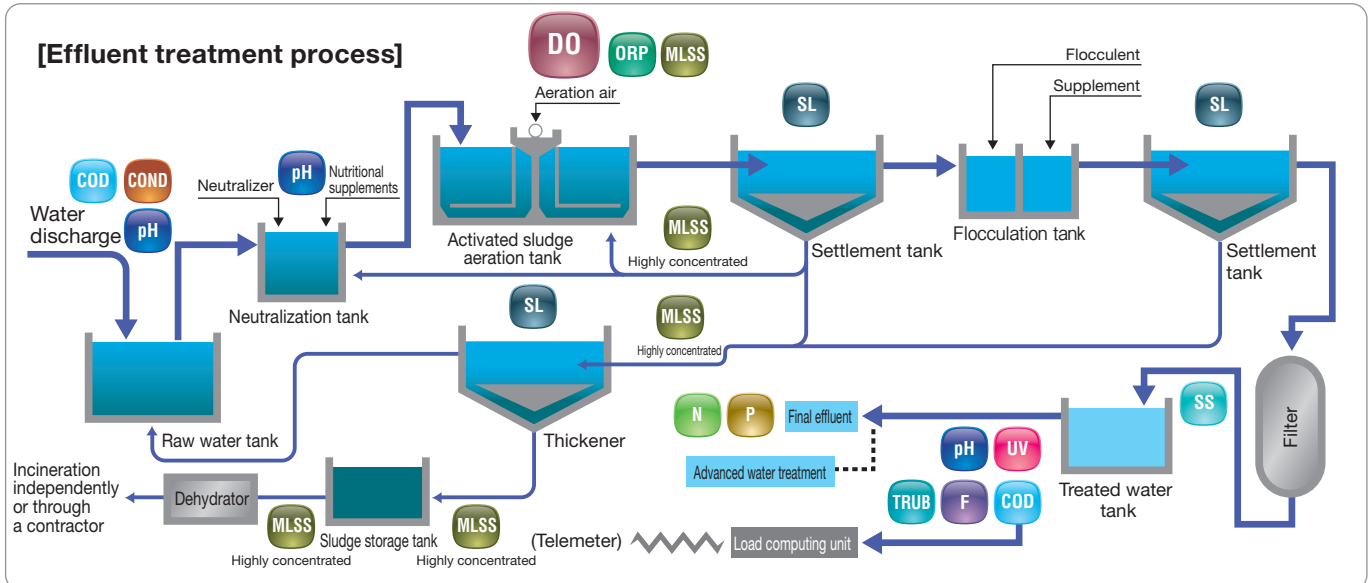 [Effluent treatment process]
DO
ORP
MLSS
Aeration air
SL
Flocculent
Supplement
SL
COD
COND
pH
Water
discharge
Neutralizer
pH
Nutritional
supplements
Neutralization tank
Activated sludge
aeration tank
MLSS
Highly concentrated
Settlement tank
Flocculation tank
Settlement
tank
SL
MLSS
Highly concentrated
Raw water tank
Thickener
N
P
Final effluent
Advanced water treatment
pH
UV
TRUB
F
COD
SS
Treated water
tank
Filter
Incineration
independently
or through
a contractor
Dehydrator
MLSS
Highly concentrated
Sludge storage tank
MLSS
Highly concentrated
(Telemeter)
Load computing unit